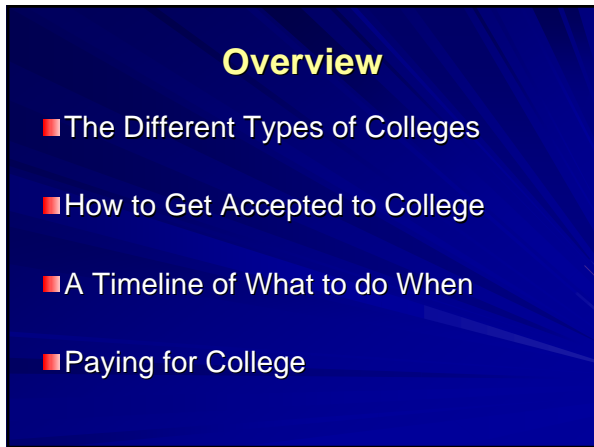 Overview
The Different Types of Colleges
How to Get Accepted to College
A Timeline of What to do When
Paying for College